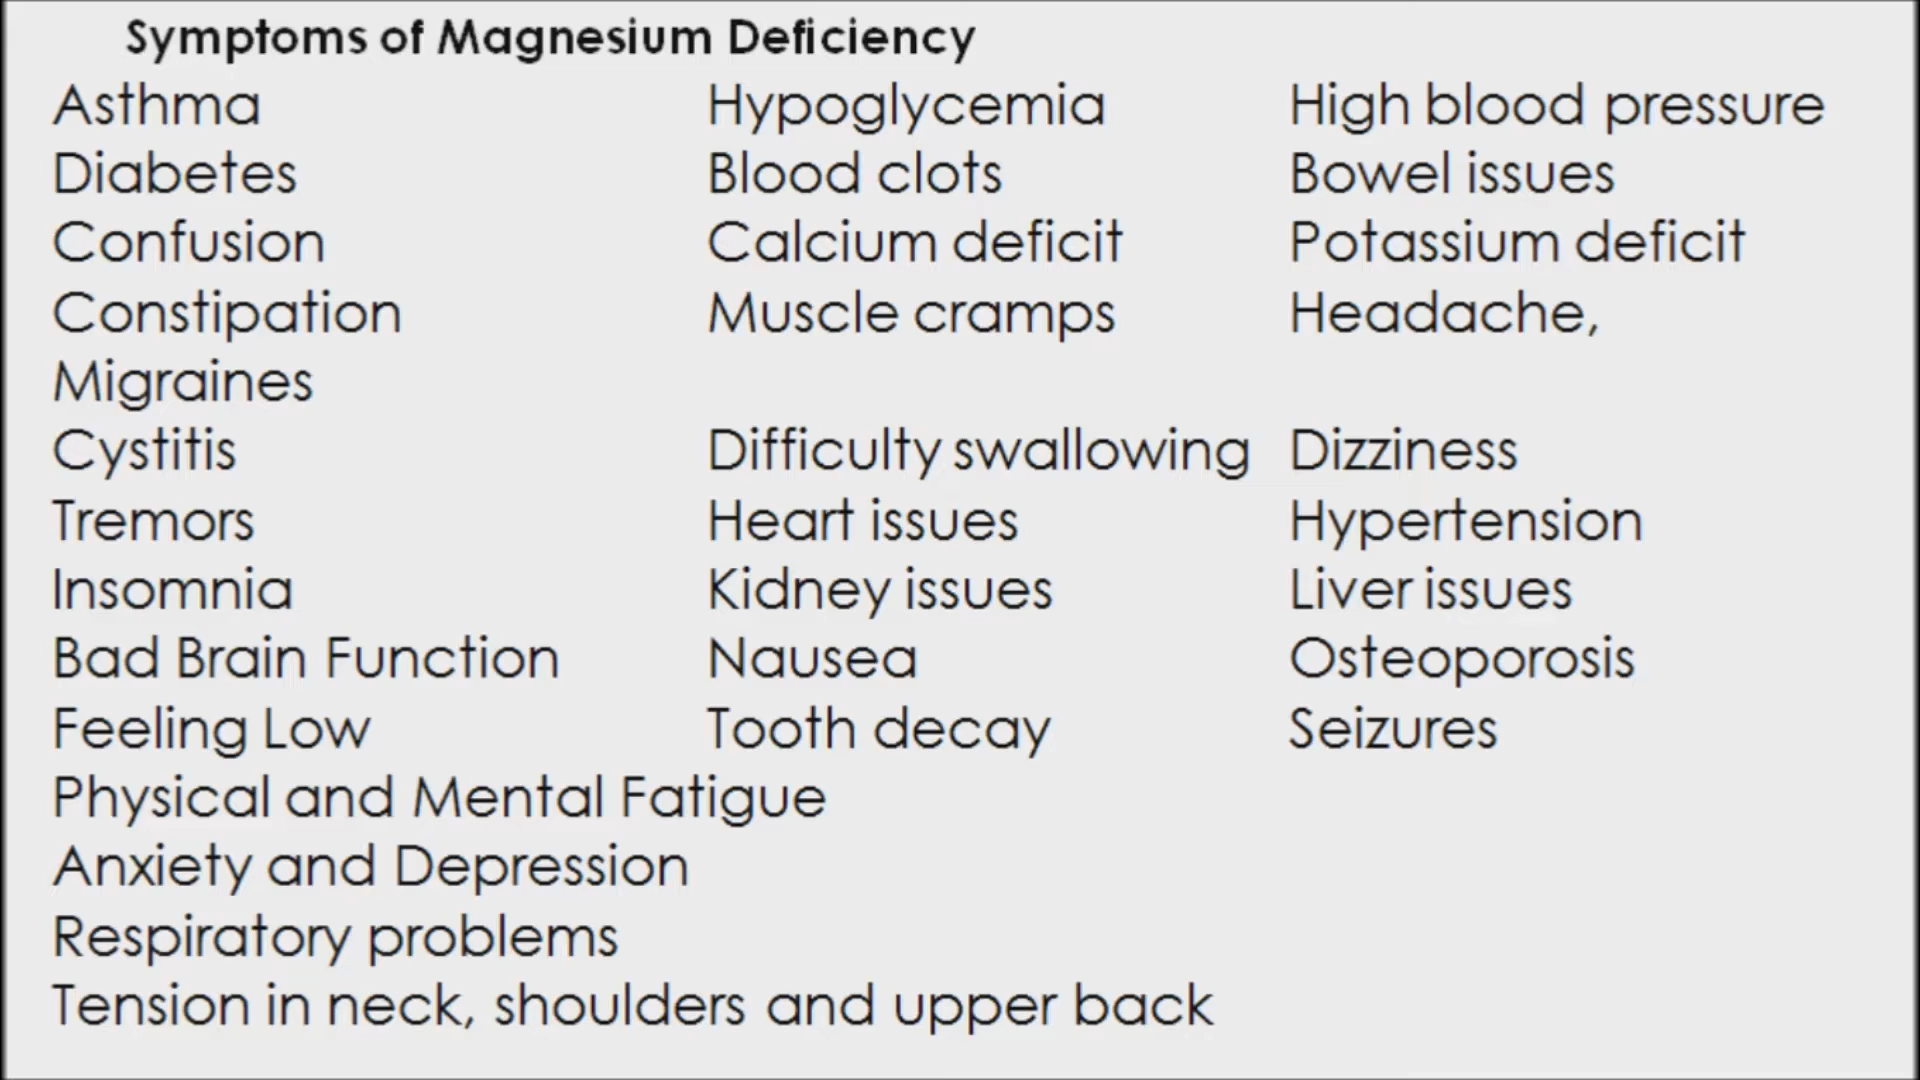 Symptoms of Magnesium Deficiency
Asthma Hypoglycemia High blood pressure
Diabetes Blood clots Bowel issues
Confusion Calcium deficit Potassium deficit
Constipation Muscle cramps Headache,
Migraines
Cystitis Difficulty swallowing Dizziness
Tremors Heart issues Hypertension
Insomnia Kidney issues Liver issues
Bad Brain Function Nausea Osteoporosis
Feeling Low Tooth decay Seizures
Physical and Mental Fatigue
Anxiety and Depression
Respiratory problems
Tension in neck, shoulders and upper back